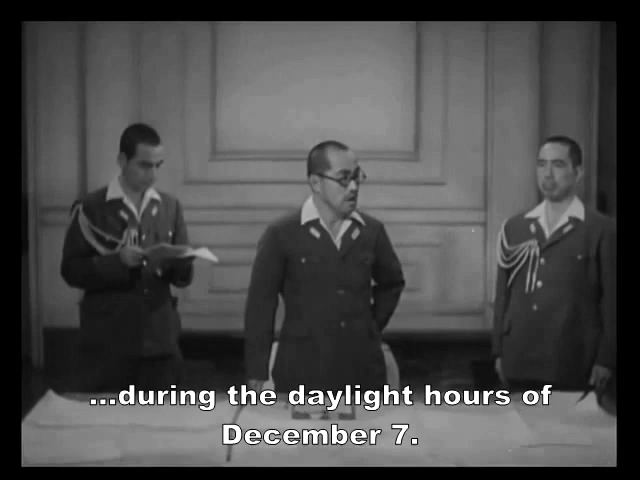 ...during the daylight hours of
December 7.